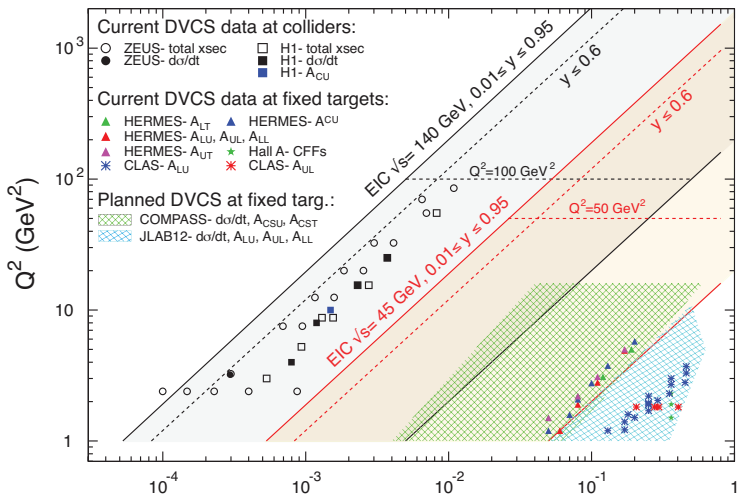 Current DVCS data at colliders:
ZEUS- total xsec
H1- total xsec
ZEUS- dσ/dt
H1- dσ/dt
H1- A_CU
Current DVCS data at fixed targets:
HERMES- A_LT
HERMES- A^CU
HERMES- A_LU, A_UL, A_LL
HERMES- A_UT
Hall A- CFFs
CLAS- A_LU
CLAS- A_UL
Planned DVCS at fixed targ.:
COMPASS- dσ/dt, A_CSU, A_CST
JLAB12- dσ/dt, A_LU, A_UL, A_LL
EIC √s= 140 GeV, 0.01≤ y ≤ 0.95
y ≤ 0.6
EIC √s= 45 GeV, 0.01≤ y ≤ 0.95
y ≤ 0.6
Q²=100 GeV²
Q²=50 GeV²
Q² (GeV²)
10³
10²
10
1
10⁻⁴
10⁻³
10⁻²
10⁻¹
1